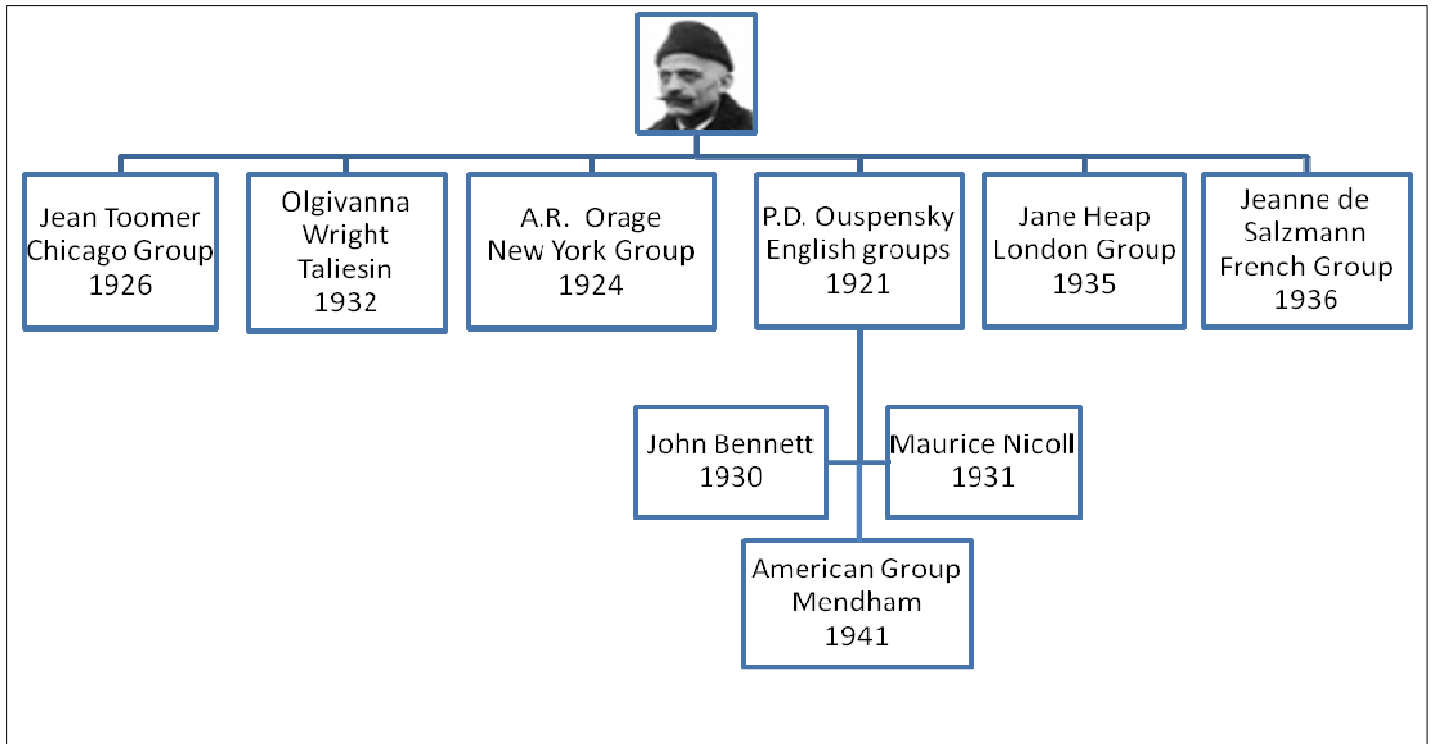 Jean Toomer
Chicago Group
1926
Olgivanna
Wright
Taliesin
1932
A.R. Orage
New York Group
1924
P.D. Ouspensky
English groups
1921
Jane Heap
London Group
1935
Jeanne de
Salzmann
French Group
1936
John Bennett
1930
Maurice Nicoll
1931
American Group
Mendham
1941